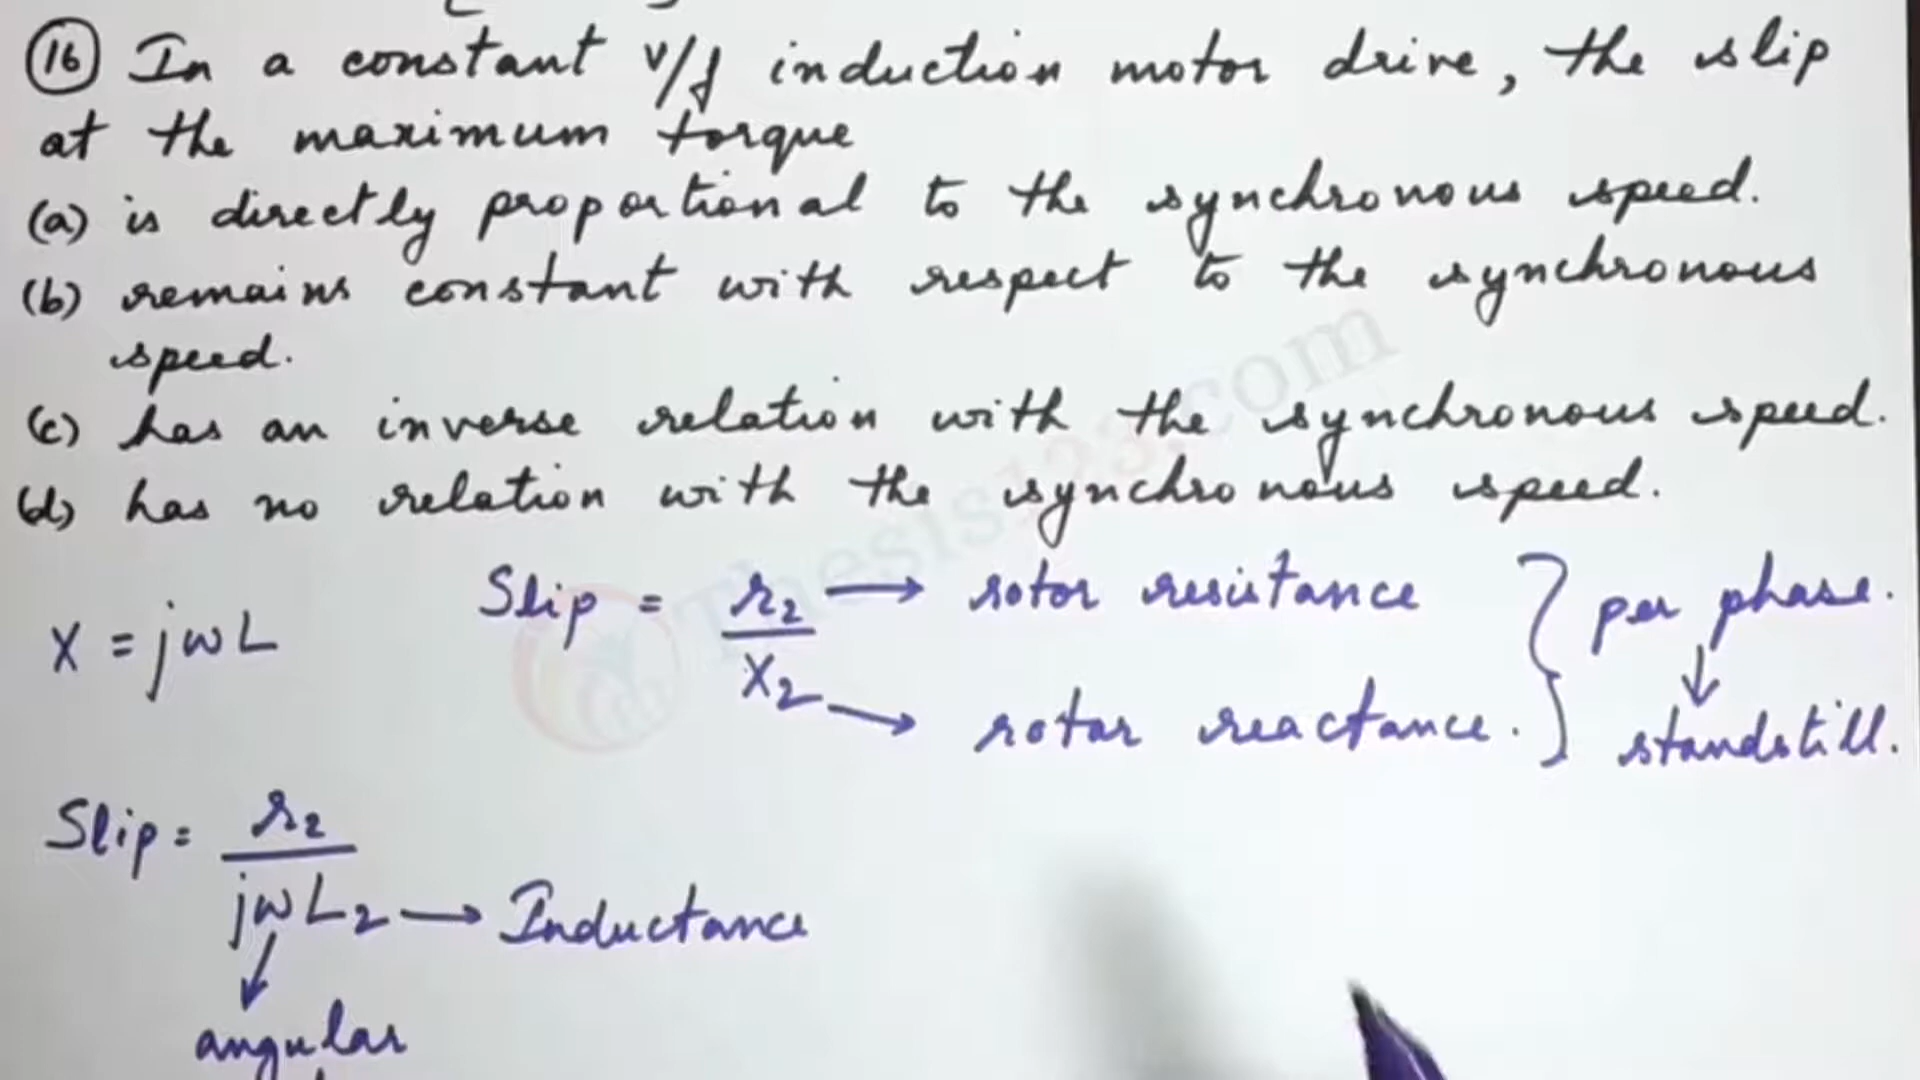 16 In a constant v/f induction motor drive, the slip
at the maximum torque
(a) is directly proportional to the synchronous speed.
(b) remains constant with respect to the synchronous
speed.
(c) has an inverse relation with the synchronous speed.
(d) has no relation with the synchronous speed.
Thesis123.com
X = jωL
Slip = r₂ → rotor resistance
X₂ → rotor reactance.
} per phase.
↓
standstill.
Slip = r₂
jωL₂ → Inductance
↓
angular